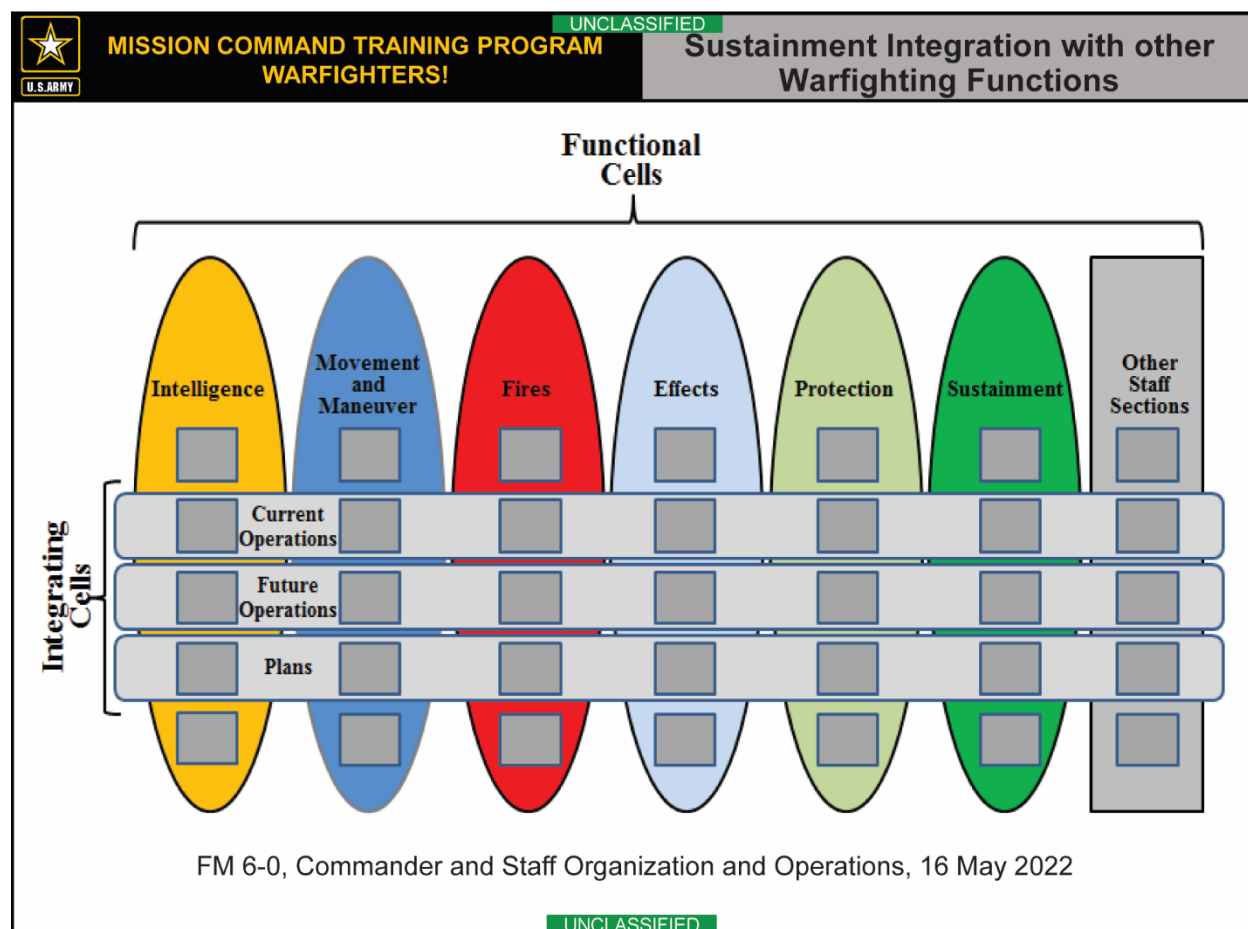 UNCLASSIFIED
U.S.ARMY
MISSION COMMAND TRAINING PROGRAM
WARFIGHTERS!
Sustainment Integration with other
Warfighting Functions
Functional
Cells
Intelligence
Movement
and
Maneuver
Fires
Effects
Protection
Sustainment
Other
Staff
Sections
Integrating
Cells
Current
Operations
Future
Operations
Plans
FM 6-0, Commander and Staff Organization and Operations, 16 May 2022
UNCLASSIFIED